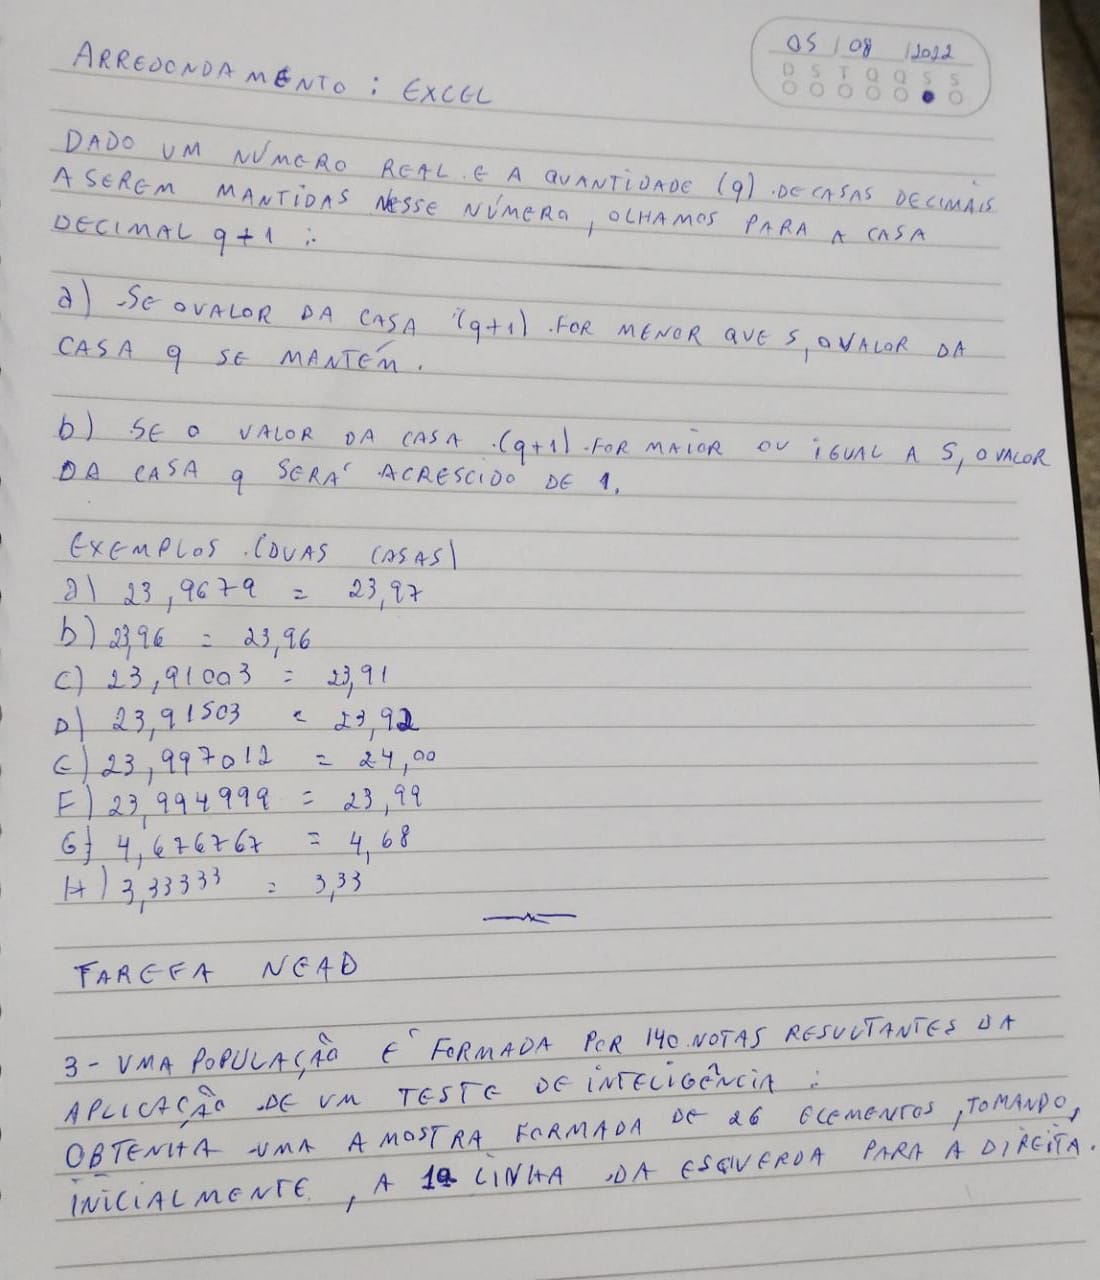 05 / 08 / 2022
D S T Q Q S S
ARREDONDAMENTO : EXCEL
DADO UM NÚMERO REAL E A QUANTIDADE (q) DE CASAS DECIMAIS
A SEREM MANTIDAS NESSE NÚMERO, OLHAMOS PARA A CASA
DECIMAL q+1 :
a) SE O VALOR DA CASA (q+1) FOR MENOR QUE 5, O VALOR DA
CASA q SE MANTÉM.
b) SE O VALOR DA CASA (q+1) FOR MAIOR OU IGUAL A 5, O VALOR
DA CASA q SERÁ ACRESCIDO DE 1.
EXEMPLOS (DUAS CASAS)
a) 23,9679 = 23,97
b) 23,96 = 23,96
C) 23,91003 = 23,91
D) 23,91503 = 23,92
E) 23,997012 = 24,00
F) 23,994999 = 23,99
G) 4,676767 = 4,68
H) 3,33333 = 3,33
TAREFA NEAD
3 - UMA POPULAÇÃO É FORMADA POR 140 NOTAS RESULTANTES DA
APLICAÇÃO DE UM TESTE DE INTELIGÊNCIA :
OBTENHA UMA AMOSTRA FORMADA DE 26 ELEMENTOS, TOMANDO,
INICIALMENTE, A 1ª LINHA DA ESQUERDA PARA A DIREITA.